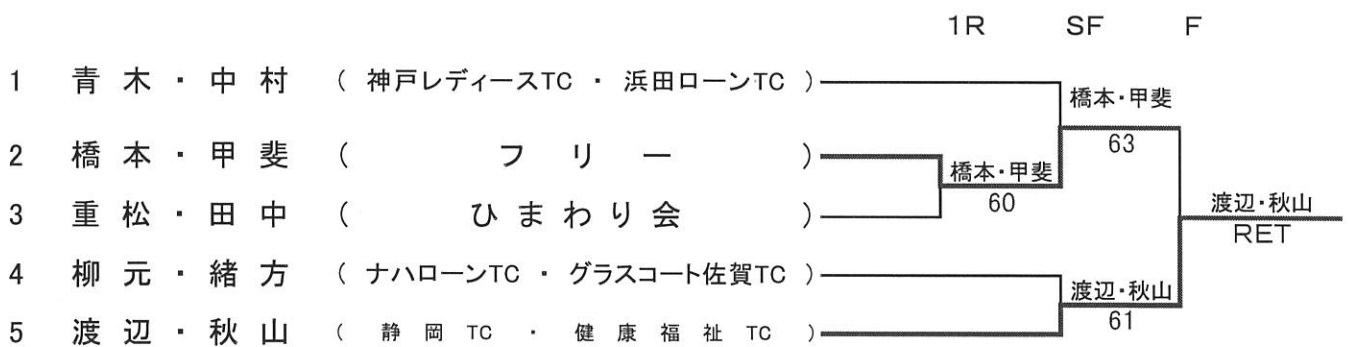 1R SF F
1 青木・中村 ( 神戸レディースTC ・ 浜田ローンTC )
橋本・甲斐
63
2 橋本・甲斐 ( フリー )
橋本・甲斐
60
3 重松・田中 ( ひまわり会 )
渡辺・秋山
RET
4 柳元・緒方 ( ナハローンTC ・ グラスコート佐賀TC )
渡辺・秋山
61
5 渡辺・秋山 ( 静岡TC ・ 健康福祉TC )